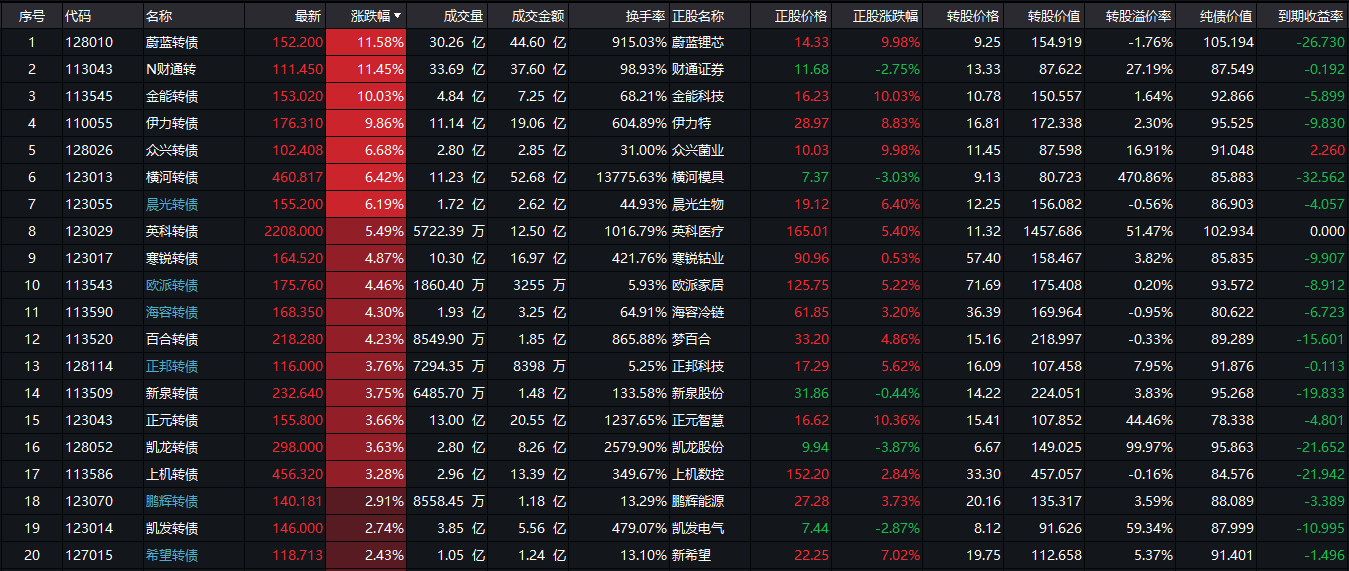 序号 代码 名称 最新 涨跌幅 成交量 成交金额 换手率 正股名称 正股价格 正股涨跌幅 转股价格 转股价值 转股溢价率 纯债价值 到期收益率
1 128010 蔚蓝转债 152.200 11.58% 30.26 亿 44.60 亿 915.03% 蔚蓝锂芯 14.33 9.98% 9.25 154.919 -1.76% 105.194 -26.730
2 113043 N财通转 111.450 11.45% 33.69 亿 37.60 亿 98.93% 财通证券 11.68 -2.75% 13.33 87.622 27.19% 87.549 -0.192
3 113545 金能转债 153.020 10.03% 4.84 亿 7.25 亿 68.21% 金能科技 16.23 10.03% 10.78 150.557 1.64% 92.866 -5.899
4 110055 伊力转债 176.310 9.86% 11.14 亿 19.06 亿 604.89% 伊力特 28.97 8.83% 16.81 172.338 2.30% 95.525 -9.830
5 128026 众兴转债 102.408 6.68% 2.80 亿 2.85 亿 31.00% 众兴菌业 10.03 9.98% 11.45 87.598 16.91% 91.048 2.260
6 123013 横河转债 460.817 6.42% 11.23 亿 52.68 亿 13775.63% 横河模具 7.37 -3.03% 9.13 80.723 470.86% 85.883 -32.562
7 123055 晨光转债 155.200 6.19% 1.72 亿 2.62 亿 44.93% 晨光生物 19.12 6.40% 12.25 156.082 -0.56% 86.903 -4.057
8 123029 英科转债 2208.000 5.49% 5722.39 万 12.50 亿 1016.79% 英科医疗 165.01 5.40% 11.32 1457.686 51.47% 102.934 0.000
9 123017 寒锐转债 164.520 4.87% 10.30 亿 16.97 亿 421.76% 寒锐钴业 90.96 0.53% 57.40 158.467 3.82% 85.835 -9.907
10 113543 欧派转债 175.760 4.46% 1860.40 万 3255 万 5.93% 欧派家居 125.75 5.22% 71.69 175.408 0.20% 93.572 -8.912
11 113590 海容转债 168.350 4.30% 1.93 亿 3.25 亿 64.91% 海容冷链 61.85 3.20% 36.39 169.964 -0.95% 80.622 -6.723
12 113520 百合转债 218.280 4.23% 8549.90 万 1.85 亿 865.88% 梦百合 33.20 4.86% 15.16 218.997 -0.33% 89.289 -15.601
13 128114 正邦转债 116.000 3.76% 7294.35 万 8398 万 5.25% 正邦科技 17.29 5.62% 16.09 107.458 7.95% 91.876 -0.113
14 113509 新泉转债 232.640 3.75% 6485.70 万 1.48 亿 133.58% 新泉股份 31.86 -0.44% 14.22 224.051 3.83% 95.268 -19.833
15 123043 正元转债 155.800 3.66% 13.00 亿 20.55 亿 1237.65% 正元智慧 16.62 10.36% 15.41 107.852 44.46% 78.338 -4.801
16 128052 凯龙转债 298.000 3.63% 2.80 亿 8.26 亿 2579.90% 凯龙股份 9.94 -3.87% 6.67 149.025 99.97% 95.863 -21.652
17 113586 上机转债 456.320 3.28% 2.96 亿 13.39 亿 349.67% 上机数控 152.20 2.84% 33.30 457.057 -0.16% 84.576 -21.942
18 123070 鹏辉转债 140.181 2.91% 8558.45 万 1.18 亿 13.29% 鹏辉能源 27.28 3.73% 20.16 135.317 3.59% 88.089 -3.389
19 123014 凯发转债 146.000 2.74% 3.85 亿 5.56 亿 479.07% 凯发电气 7.44 -2.87% 8.12 91.626 59.34% 87.999 -10.995
20 127015 希望转债 118.713 2.43% 1.05 亿 1.24 亿 13.10% 新希望 22.25 7.02% 19.75 112.658 5.37% 91.401 -1.496